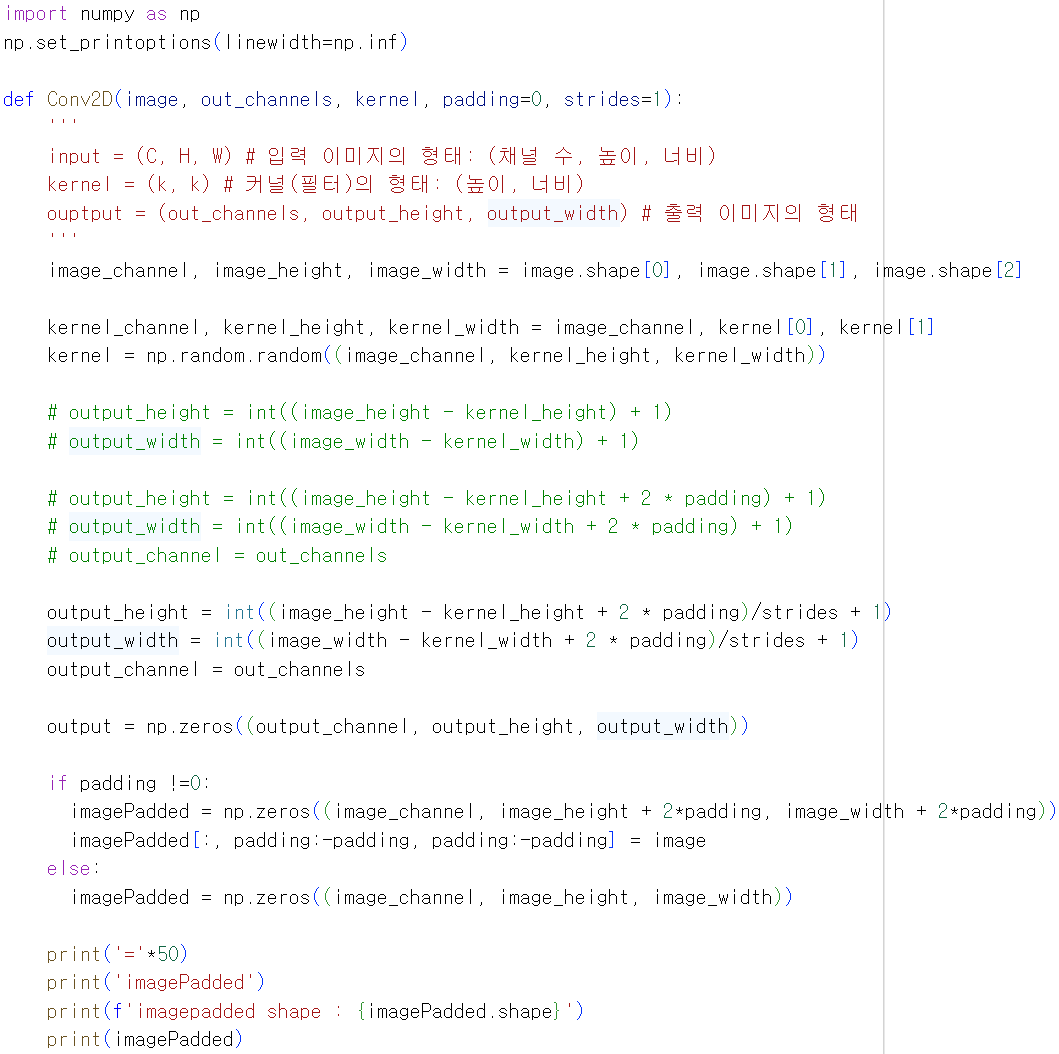 import numpy as np
np.set_printoptions(linewidth=np.inf)
def Conv2D(image, out_channels, kernel, padding=0, strides=1):
'''
input = (C, H, W) # 입력 이미지의 형태: (채널 수, 높이, 너비)
kernel = (k, k) # 커널(필터)의 형태: (높이, 너비)
ouptput = (out_channels, output_height, output_width) # 출력 이미지의 형태
'''
image_channel, image_height, image_width = image.shape[0], image.shape[1], image.shape[2]
kernel_channel, kernel_height, kernel_width = image_channel, kernel[0], kernel[1]
kernel = np.random.random((image_channel, kernel_height, kernel_width))
# output_height = int((image_height - kernel_height) + 1)
# output_width = int((image_width - kernel_width) + 1)
# output_height = int((image_height - kernel_height + 2 * padding) + 1)
# output_width = int((image_width - kernel_width + 2 * padding) + 1)
# output_channel = out_channels
output_height = int((image_height - kernel_height + 2 * padding)/strides + 1)
output_width = int((image_width - kernel_width + 2 * padding)/strides + 1)
output_channel = out_channels
output = np.zeros((output_channel, output_height, output_width))
if padding !=0:
imagePadded = np.zeros((image_channel, image_height + 2*padding, image_width + 2*padding))
imagePadded[:, padding:-padding, padding:-padding] = image
else:
imagePadded = np.zeros((image_channel, image_height, image_width))
print('='*50)
print('imagePadded')
print(f'imagepadded shape : {imagePadded.shape}')
print(imagePadded)